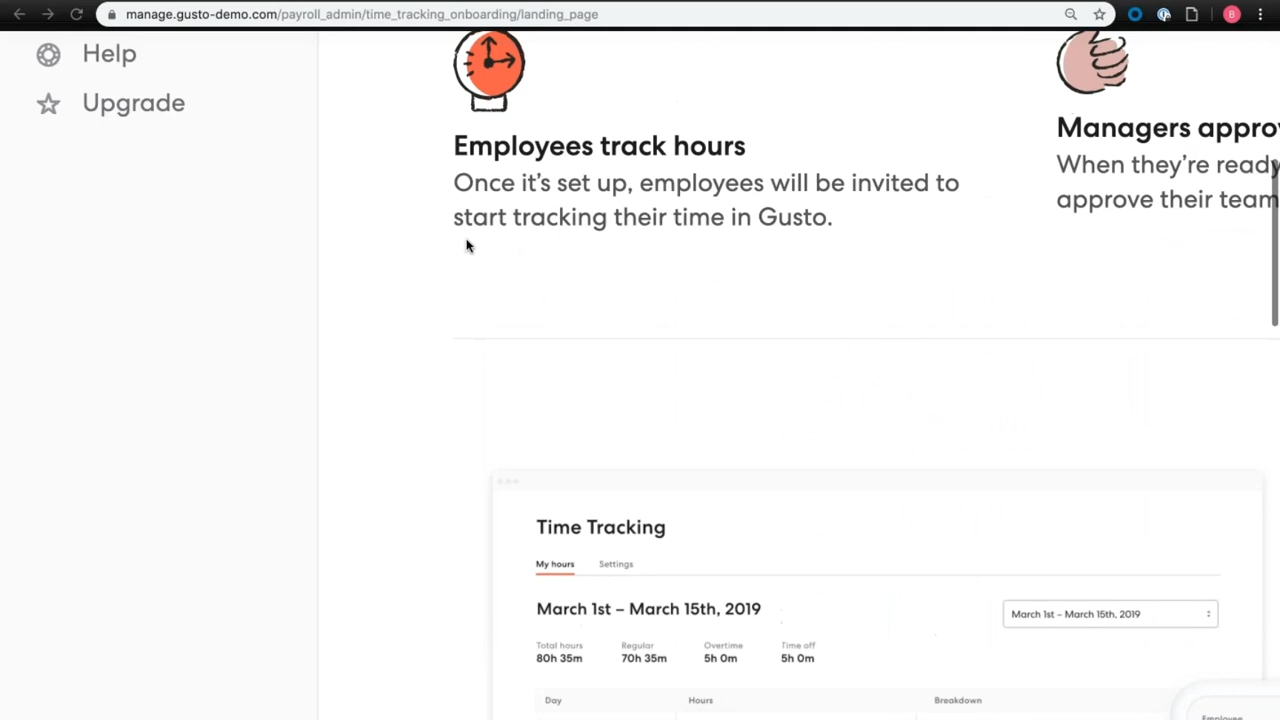 manage.gusto-demo.com/payroll_admin/time_tracking_onboarding/landing_page
B
Help
Upgrade
Employees track hours
Once it's set up, employees will be invited to
start tracking their time in Gusto.
Managers appro
When they're ready
approve their team
Time Tracking
My hours Settings
March 1st – March 15th, 2019
March 1st – March 15th, 2019
Total hours Regular Overtime Time off
80h 35m 70h 35m 5h 0m 5h 0m
Day Hours Breakdown
Employee